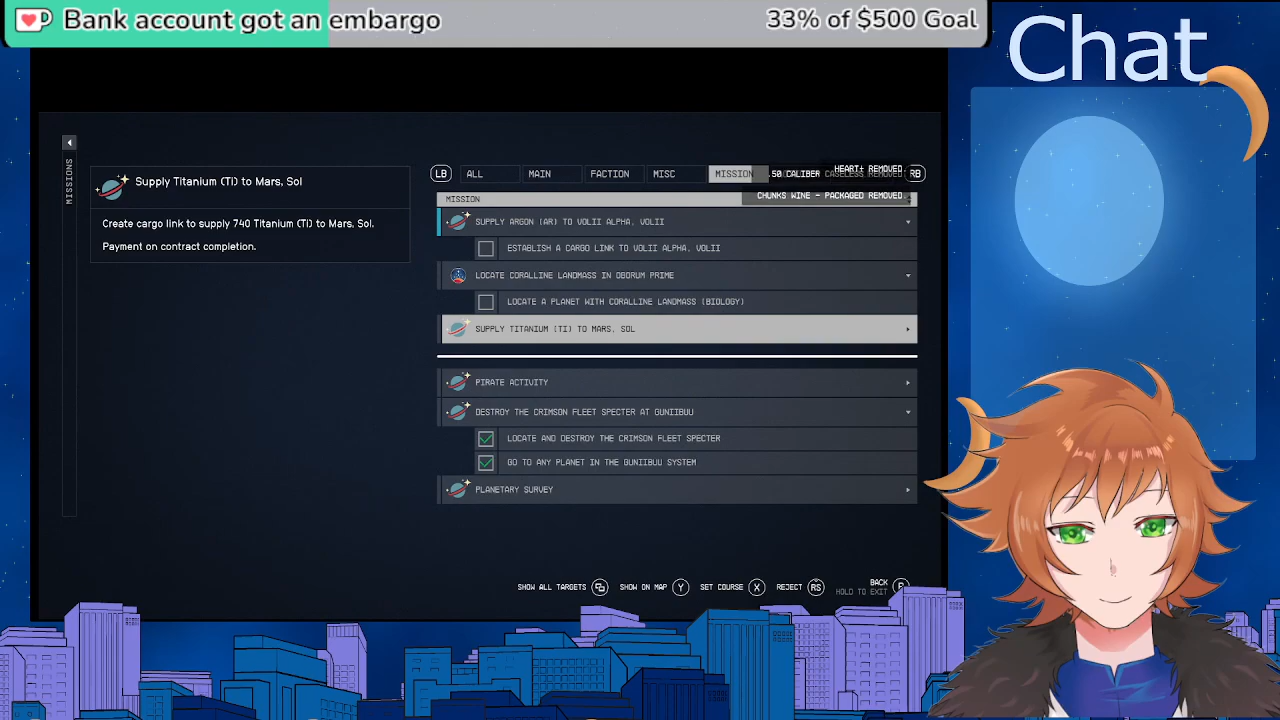 Bank account got an embargo
33% of $500 Goal
Chat
MISSIONS
Supply Titanium (Ti) to Mars, Sol
Create cargo link to supply 740 Titanium (Ti) to Mars, Sol.
Payment on contract completion.
LB
ALL
MAIN
FACTION
MISC
MISSION
HEART+ REMOVED
.50 CALIBER CASELESS REMOVED
RB
CHUNKS WINE - PACKAGED REMOVED
MISSION
SUPPLY ARGON (AR) TO VOLII ALPHA, VOLII
ESTABLISH A CARGO LINK TO VOLII ALPHA, VOLII
LOCATE CORALLINE LANDMASS IN OBORUM PRIME
LOCATE A PLANET WITH CORALLINE LANDMASS (BIOLOGY)
SUPPLY TITANIUM (TI) TO MARS, SOL
PIRATE ACTIVITY
DESTROY THE CRIMSON FLEET SPECTER AT GUNIIBUU
LOCATE AND DESTROY THE CRIMSON FLEET SPECTER
GO TO ANY PLANET IN THE GUNIIBUU SYSTEM
PLANETARY SURVEY
SHOW ALL TARGETS
SHOW ON MAP Y
SET COURSE X
REJECT RS
BACK
HOLD TO EXIT